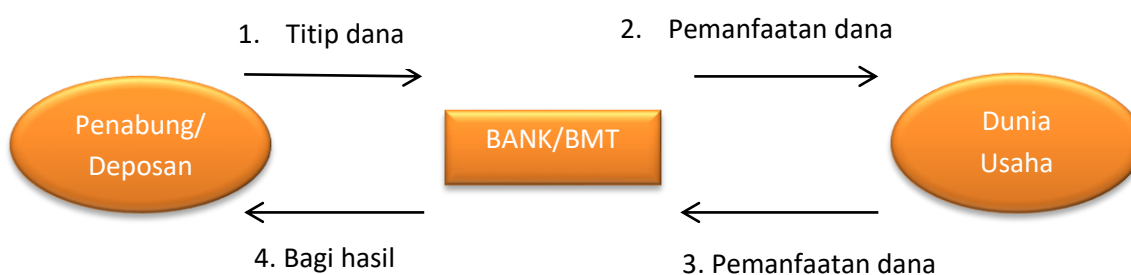 1. Titip dana
2. Pemanfaatan dana
Penabung/
Deposan
BANK/BMT
Dunia
Usaha
4. Bagi hasil
3. Pemanfaatan dana